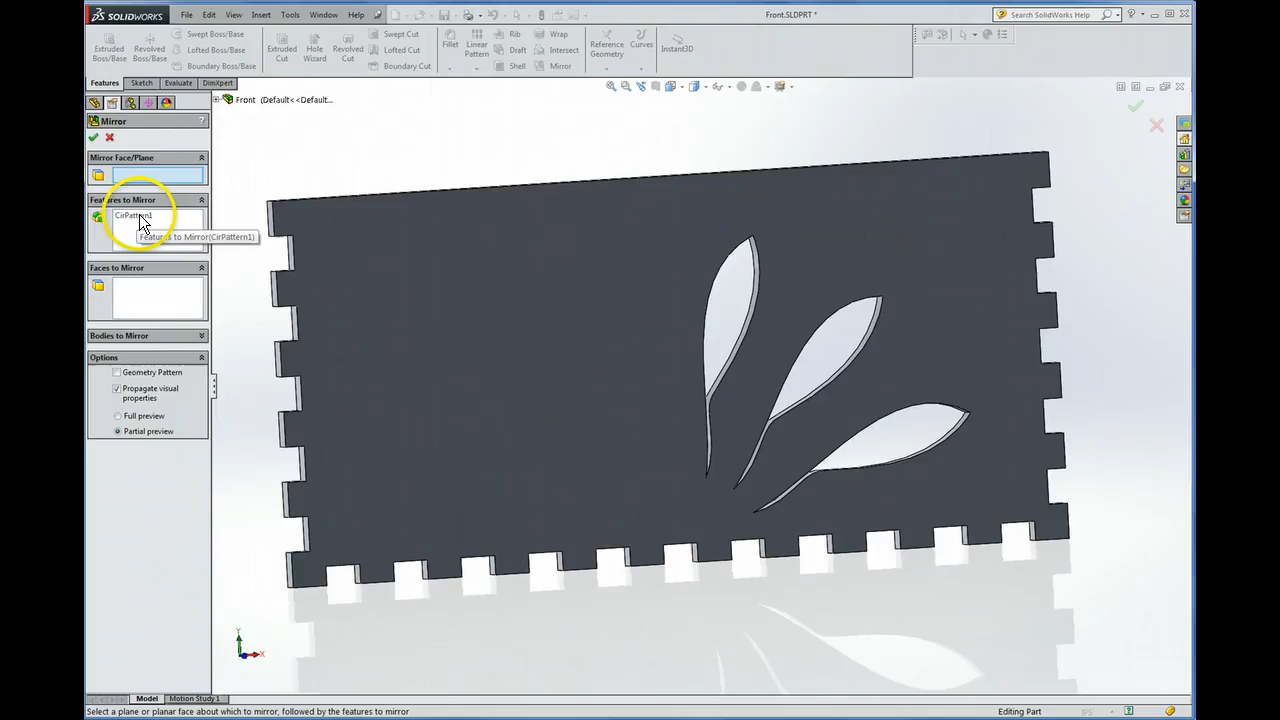 SOLIDWORKS File Edit View Insert Tools Window Help Front.SLDPRT * Search SolidWorks Help
Extruded Boss/Base
Revolved Boss/Base
Swept Boss/Base
Lofted Boss/Base
Boundary Boss/Base
Extruded Cut
Hole Wizard
Revolved Cut
Swept Cut
Lofted Cut
Boundary Cut
Fillet
Linear Pattern
Rib
Draft
Shell
Wrap
Intersect
Mirror
Reference Geometry
Curves
Instant3D
Features Sketch Evaluate DimXpert
Front (Default<<Default...
Mirror ?
Mirror Face/Plane
Features to Mirror
CirPattern1
Features to Mirror(CirPattern1)
Faces to Mirror
Bodies to Mirror
Options
Geometry Pattern
Propagate visual
properties
Full preview
Partial preview
Y
X
Model Motion Study 1
Select a plane or planar face about which to mirror, followed by the features to mirror Editing Part IPS